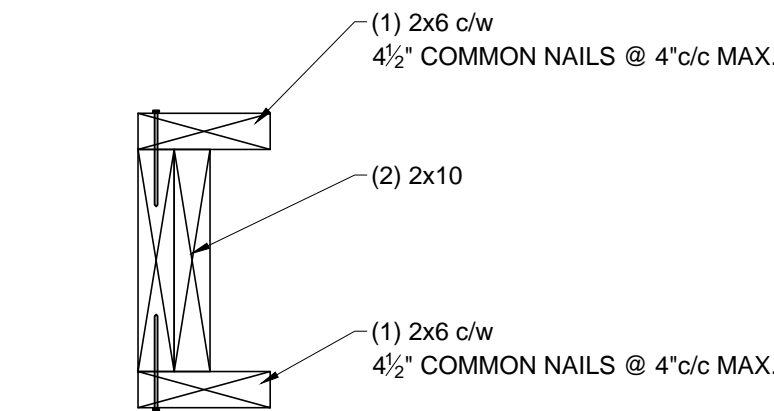 (1) 2x6 c/w
4½" COMMON NAILS @ 4"c/c MAX.
(2) 2x10
(1) 2x6 c/w
4½" COMMON NAILS @ 4"c/c MAX.